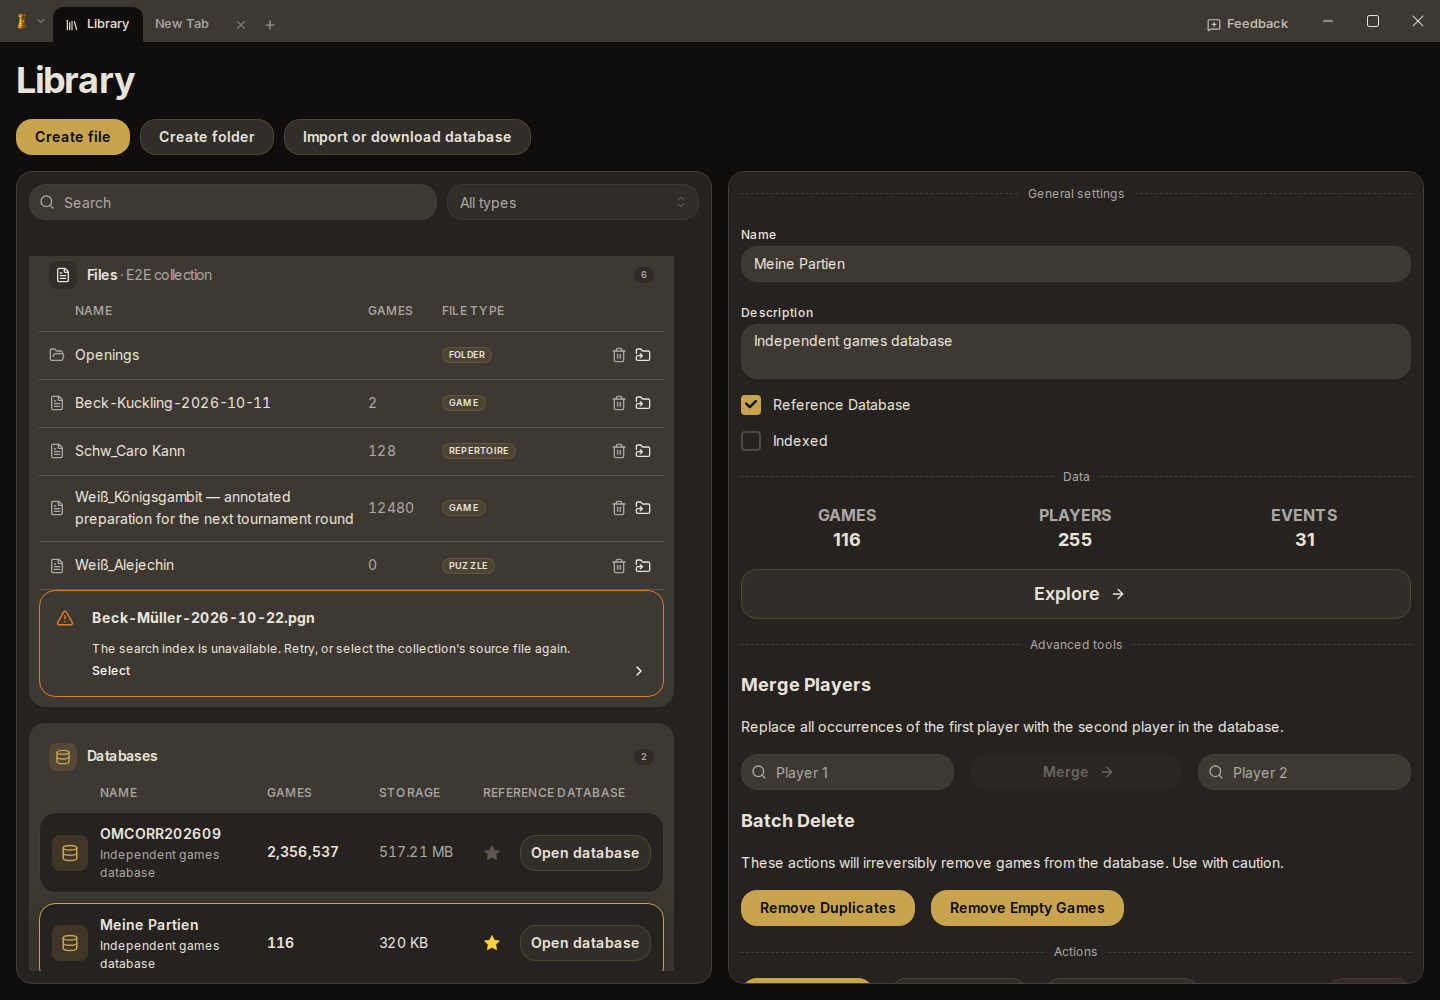 Library
New Tab
Feedback
Library
Create file
Create folder
Import or download database
Search
All types
Files · E2E collection
6
NAME
GAMES
FILE TYPE
Openings
FOLDER
Beck-Kuckling-2026-10-11
2
GAME
Schw_Caro Kann
128
REPERTOIRE
Weiß_Königsgambit — annotated
preparation for the next tournament round
12480
GAME
Weiß_Alejechin
0
PUZZLE
Beck-Müller-2026-10-22.pgn
The search index is unavailable. Retry, or select the collection's source file again.
Select
Databases
2
NAME
GAMES
STORAGE
REFERENCE DATABASE
OMCORR202609
Independent games
database
2,356,537
517.21 MB
Open database
Meine Partien
Independent games
database
116
320 KB
Open database
General settings
Name
Meine Partien
Description
Independent games database
Reference Database
Indexed
Data
GAMES
PLAYERS
EVENTS
116
255
31
Explore
Advanced tools
Merge Players
Replace all occurrences of the first player with the second player in the database.
Player 1
Merge
Player 2
Batch Delete
These actions will irreversibly remove games from the database. Use with caution.
Remove Duplicates
Remove Empty Games
Actions